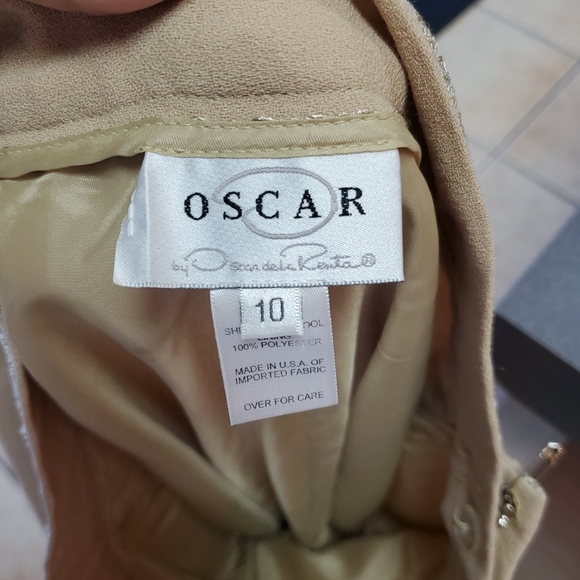 OSCAR
by Oscar de la Renta ®
10
100% POLYESTER
MADE IN U.S.A. OF
IMPORTED FABRIC
OVER FOR CARE